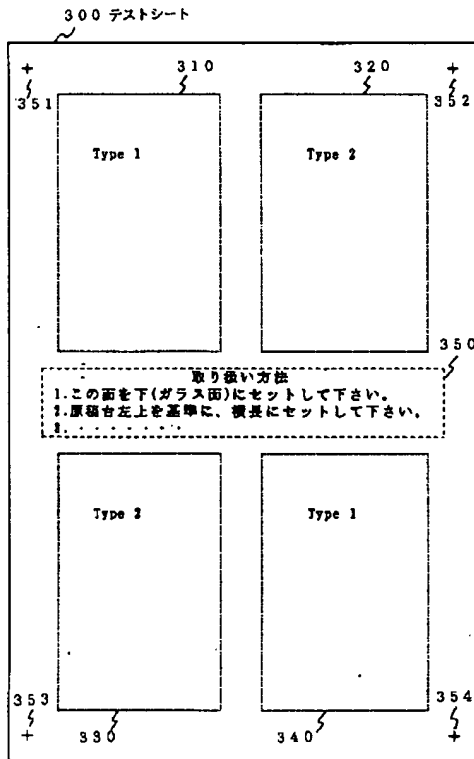 300 テストシート
310 320
351 352
Type 1 Type 2
350
取り扱い方法
1.この面を下(ガラス面)にセットして下さい。
2.原稿台左上を基準に、横長にセットして下さい。
3.・・・・・・・
Type 2 Type 1
353 354
330 340